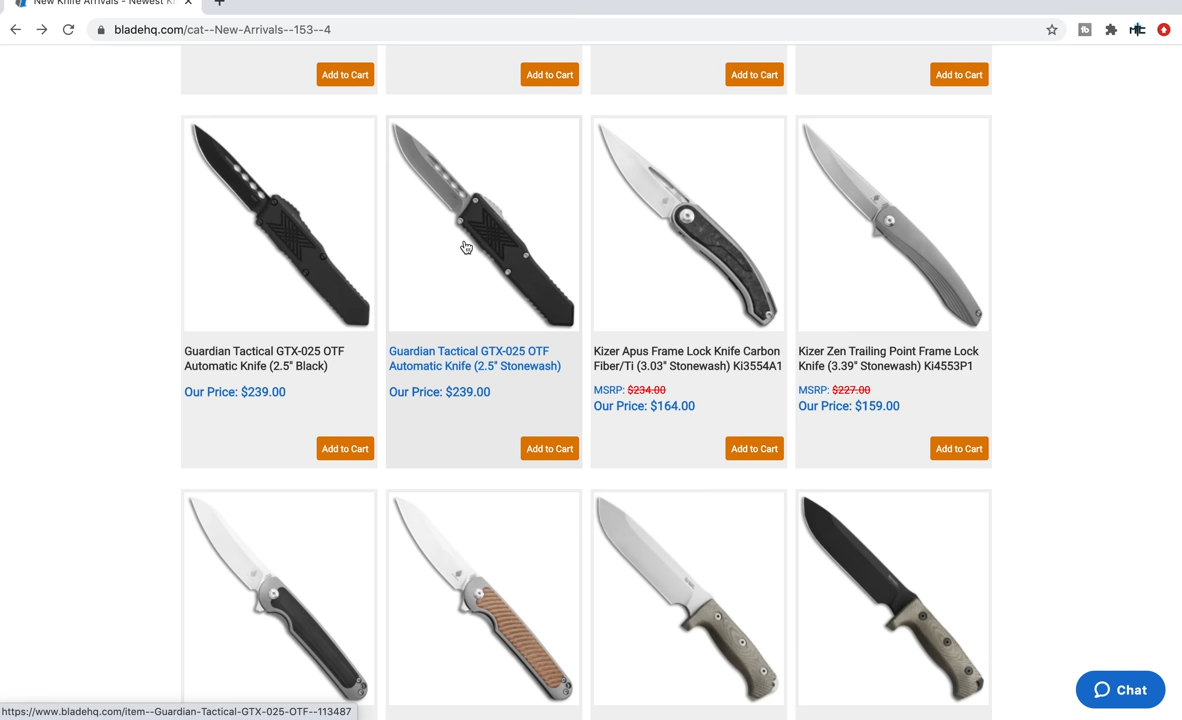 New Knife Arrivals - Newest K
bladehq.com/cat--New-Arrivals--153--4
Add to Cart
Add to Cart
Add to Cart
Add to Cart
Guardian Tactical GTX-025 OTF
Automatic Knife (2.5" Black)
Our Price: $239.00
Add to Cart
Guardian Tactical GTX-025 OTF
Automatic Knife (2.5" Stonewash)
Our Price: $239.00
Add to Cart
Kizer Apus Frame Lock Knife Carbon
Fiber/Ti (3.03" Stonewash) Ki3554A1
MSRP: $234.00
Our Price: $164.00
Add to Cart
Kizer Zen Trailing Point Frame Lock
Knife (3.39" Stonewash) Ki4553P1
MSRP: $227.00
Our Price: $159.00
Add to Cart
Chat
https://www.bladehq.com/item--Guardian-Tactical-GTX-025-OTF--113487